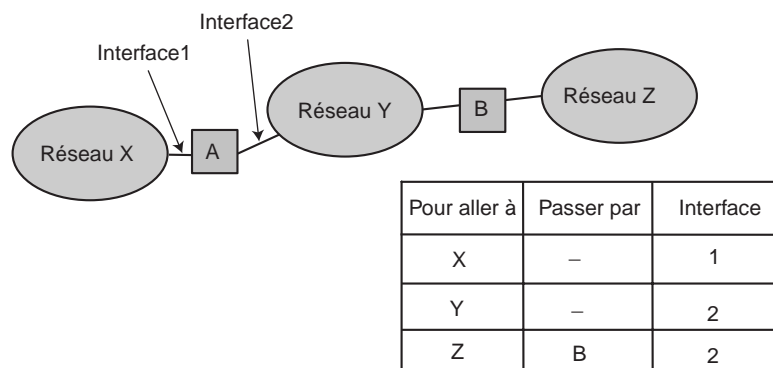 Interface2
Interface1
Réseau X
A
Réseau Y
B
Réseau Z
Pour aller à Passer par Interface
X – 1
Y – 2
Z B 2